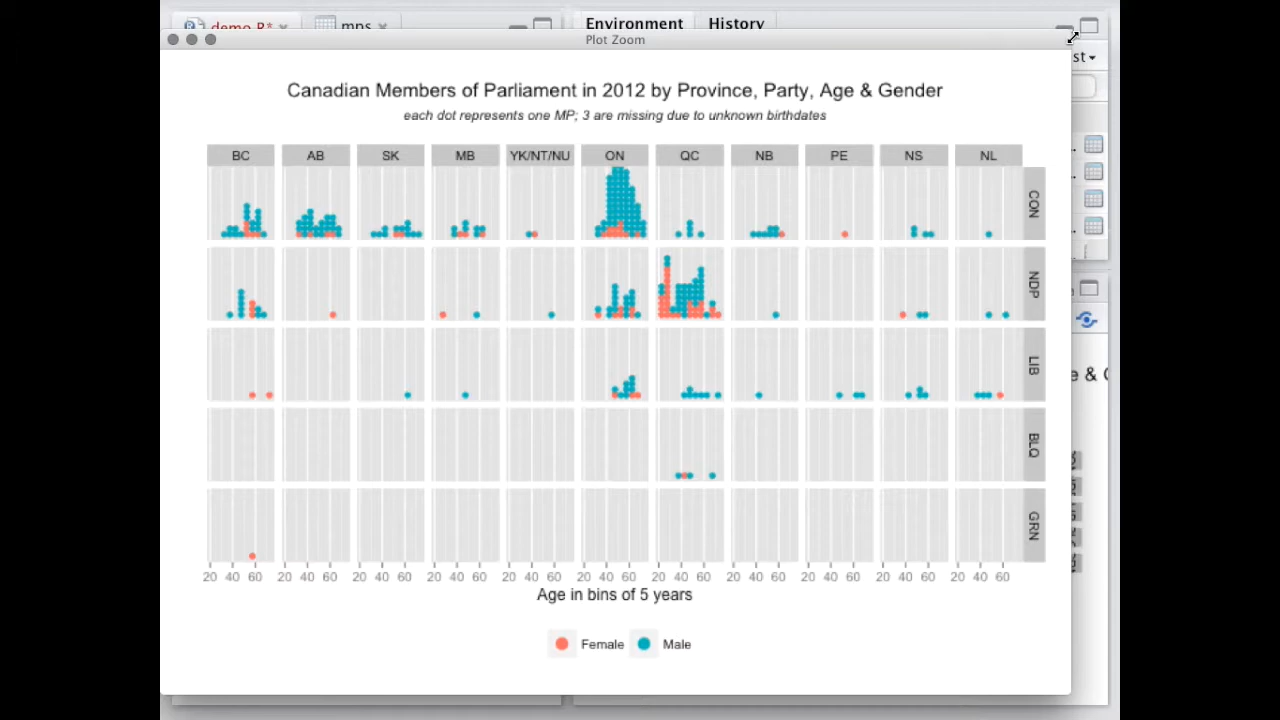 demo.R* mps Environment History
Plot Zoom
st
Canadian Members of Parliament in 2012 by Province, Party, Age & Gender
each dot represents one MP; 3 are missing due to unknown birthdates
BC AB SK MB YK/NT/NU ON QC NB PE NS NL
CON
NDP
LIB
e & C
BLQ
GRN
20 40 60 20 40 60 20 40 60 20 40 60 20 40 60 20 40 60 20 40 60 20 40 60 20 40 60 20 40 60 20 40 60
Age in bins of 5 years
Female Male